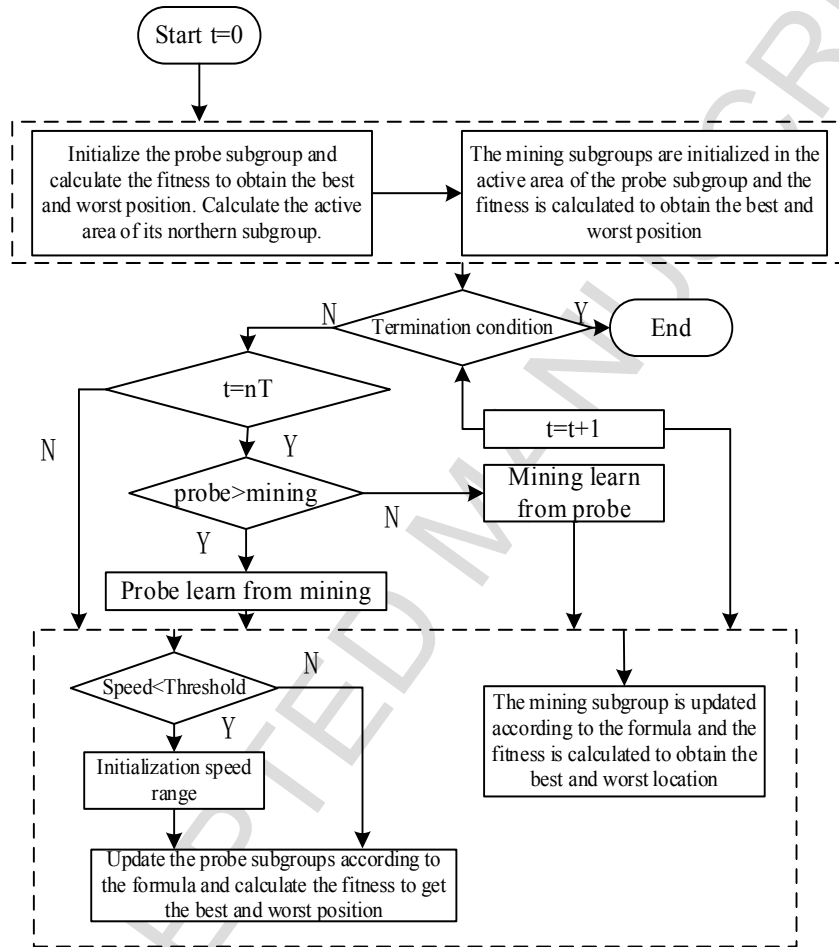 Start t=0
Initialize the probe subgroup and
calculate the fitness to obtain the best
and worst position. Calculate the active
area of its northern subgroup.
The mining subgroups are initialized in the
active area of the probe subgroup and the
fitness is calculated to obtain the best and
worst position
N
Termination condition
Y
End
t=nT
N
Y
t=t+1
probe>mining
N
Mining learn
from probe
Y
Probe learn from mining
Speed<Threshold
N
Y
Initialization speed
range
The mining subgroup is updated
according to the formula and the
fitness is calculated to obtain the
best and worst location
Update the probe subgroups according to
the formula and calculate the fitness to get
the best and worst position
EPTED MANUSCR